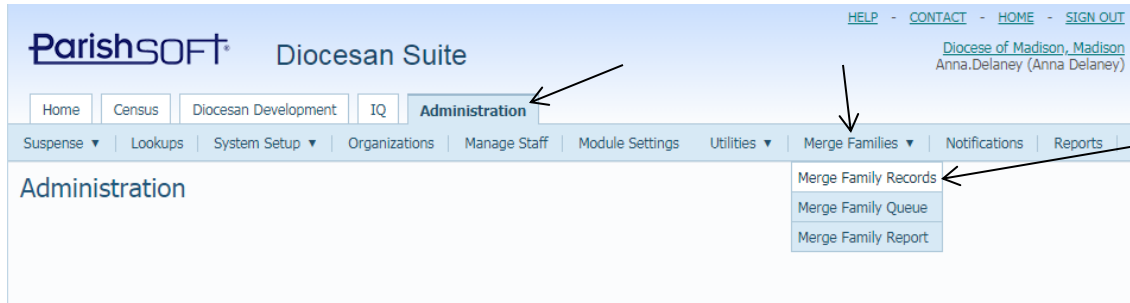 HELP - CONTACT - HOME - SIGN OUT
ParishSOFT Diocesan Suite
Diocese of Madison, Madison
Anna.Delaney (Anna Delaney)
Home Census Diocesan Development IQ Administration
Suspense ▼ | Lookups | System Setup ▼ | Organizations | Manage Staff | Module Settings Utilities ▼ | Merge Families ▼ | Notifications | Reports |
Administration
Merge Family Records
Merge Family Queue
Merge Family Report